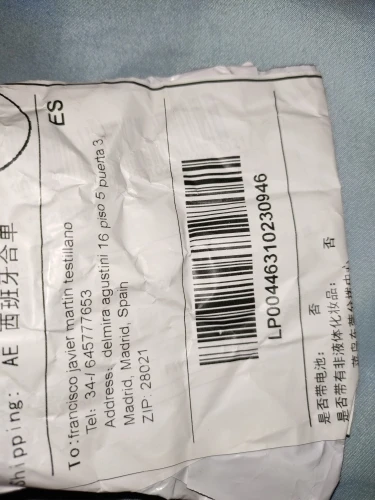 Shipping: AE 西班牙合单
ES
To:francisco javier martin testillano
Tel: 34-/ 645777653
Address: delmira agustini 16 piso 5 puerta 3,
Madrid, Madrid, Spain
ZIP: 28021
LP00446310230946
是否带电池: 否
是否带有非液体化妆品: 否